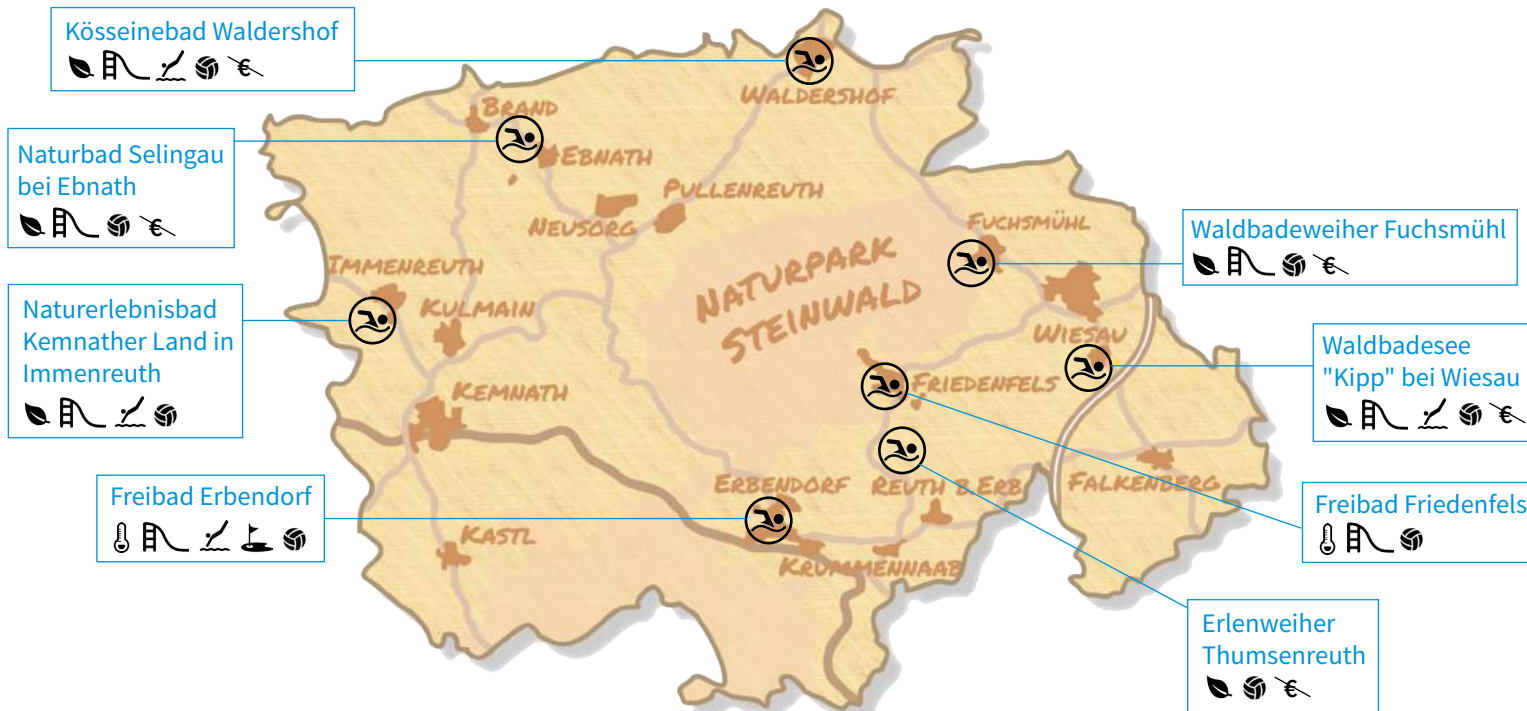 Kösseinebad Waldershof
Naturbad Selingau
bei Ebnath
Naturerlebnisbad
Kemnather Land in
Immenreuth
Freibad Erbendorf
WALDERSHOF
BRAND
EBNATH
PULLENREUTH
NEUSORG
FUCHSMÜHL
IMMENREUTH
KULMAIN
NATURPARK
STEINWALD
WIESAU
KEMNATH
FRIEDENFELS
ERBENDORF
REUTH B. ERB.
FALKENBERG
KASTL
KRUMMENNAAB
Waldbadeweiher Fuchsmühl
Waldbadesee
"Kipp" bei Wiesau
Freibad Friedenfels
Erlenweiher
Thumsenreuth